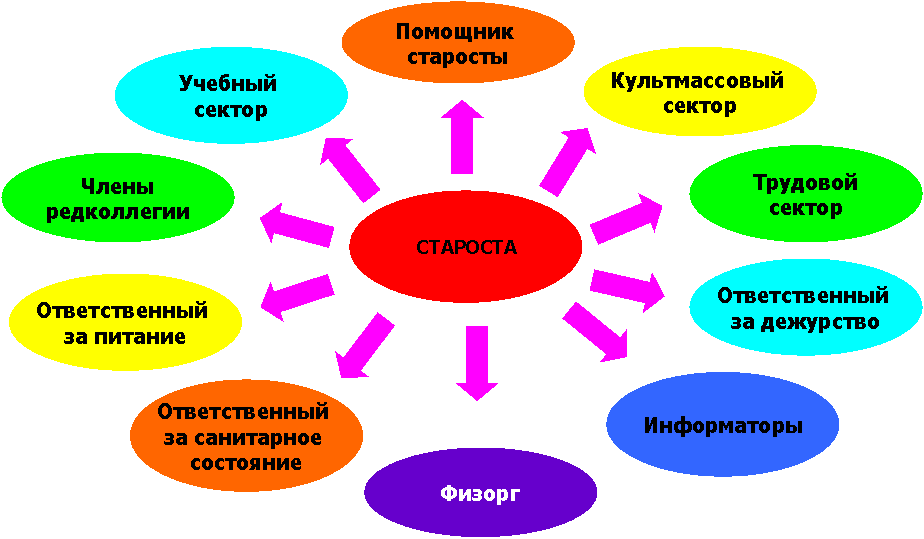 Помощник
старосты
Учебный
сектор
Культмассовый
сектор
Члены
редколлегии
Трудовой
сектор
СТАРОСТА
Ответственный
за питание
Ответственный
за дежурство
Ответственный
за санитарное
состояние
Информаторы
Физорг